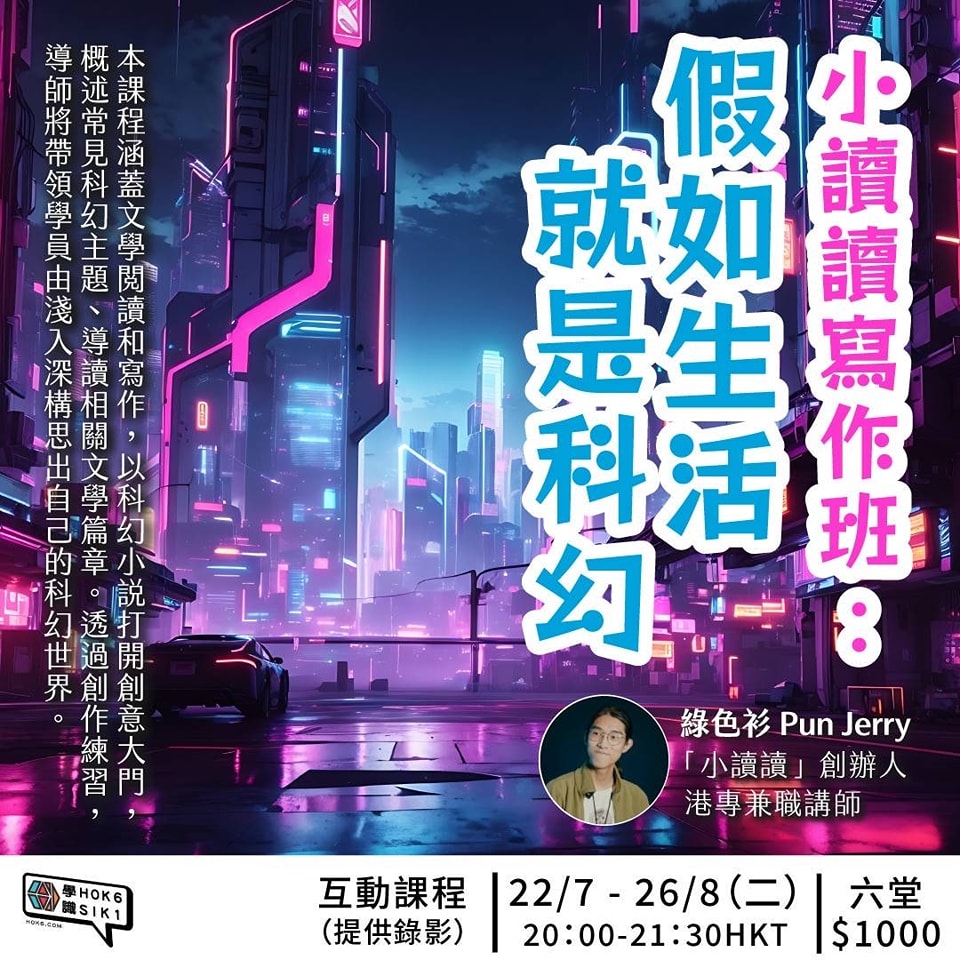 小讀讀寫作班：
假如生活
就是科幻
本課程涵蓋文學閱讀和寫作，以科幻小説打開創意大門，
概述常見科幻主題、導讀相關文學篇章。透過創作練習，
導師將帶領學員由淺入深構思出自己的科幻世界。
綠色衫 Pun Jerry
「小讀讀」創辦人
港專兼職講師
學識 HOK6 SIK1
HOK6.COM
互動課程
（提供錄影）
22/7 - 26/8（二）
20：00-21：30HKT
六堂
$1000